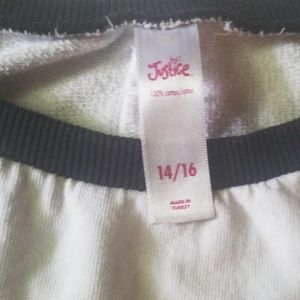 Justice
100% cotton/coton
14/16
MADE IN
TURKEY